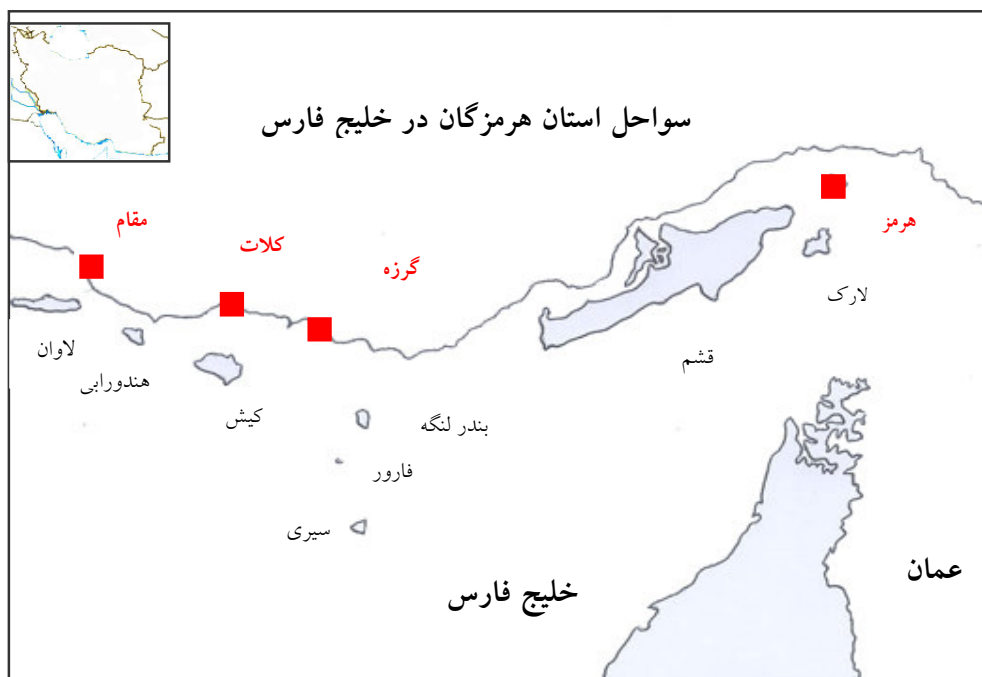 سواحل استان هرمزگان در خلیج فارس
هرمز
مقام
کلات
گرزه
لارک
لاوان
قشم
هندورابی
کیش
بندر لنگه
فارور
سیری
عمان
خلیج فارس